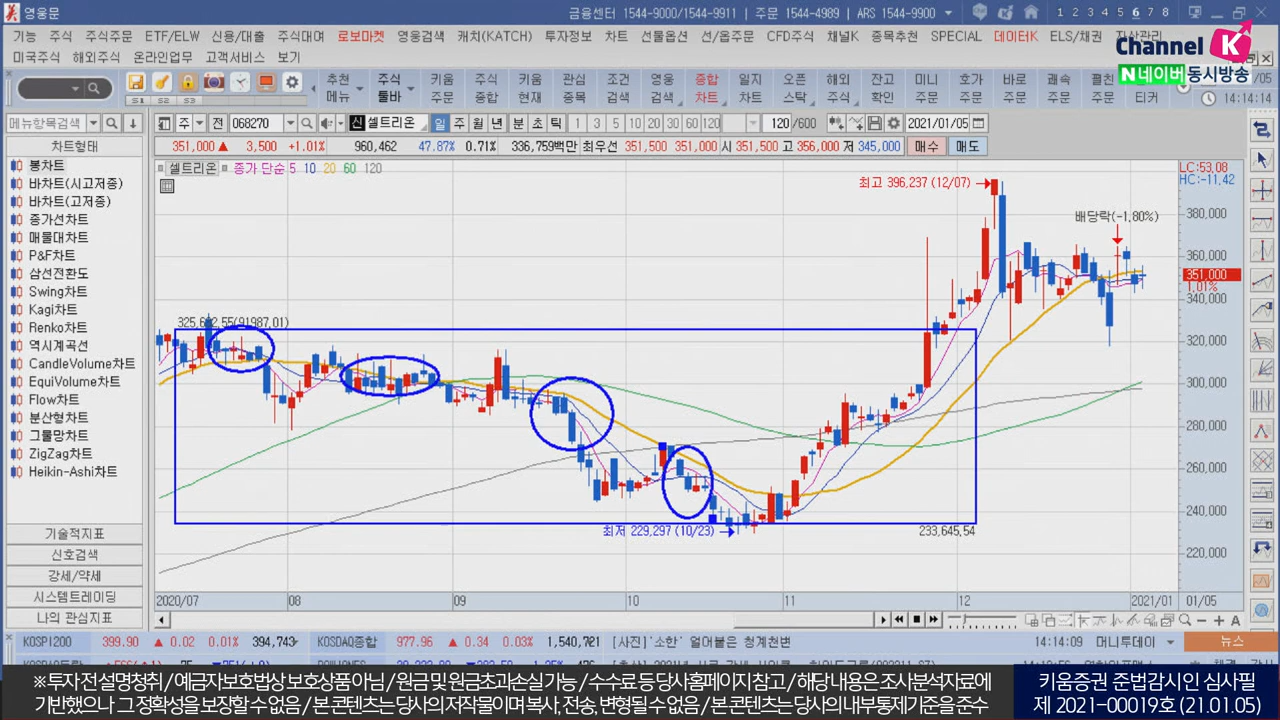 영웅문
금융센터 1544-9000/1544-9911 | 주문 1544-4989 | ARS 1544-9900
1 2 3 4 5 6 7 8
기능 주식 주식주문 ETF/ELW 신용/대출 주식대여 로보마켓 영웅검색 캐치(KATCH) 투자정보 차트 선물옵션 선/옵주문 CFD주식 채널K 종목추천 SPECIAL 데이터K ELS/채권 자산관리
미국주식 해외주식 온라인업무 고객서비스 보기
Channel K
N 네이버 동시방송
추천 메뉴
주식 툴바
키움 주문
주식 종합
키움 현재
관심 종목
조건 검색
영웅 검색
종합 차트
일지 차트
오픈 스탁
해외 주식
잔고 확인
미니 주문
호가 주문
바로 주문
쾌속 주문
펼친 주문
티커
S1 S2 S3
14:14:14
메뉴항목검색
주 전 068270 신 셀트리온 일 주 월 년 분 초 틱 1 3 5 10 20 30 60 120 120 /600 2021/01/05
351,000 ▲ 3,500 +1.01% 960,462 47.87% 0.71% 336,759백만 최우선 351,500 351,000 시 351,500 고 356,000 저 345,000 매수 매도
차트형태
봉차트
바차트(시고저종)
바차트(고저종)
종가선차트
매물대차트
P&F차트
삼선전환도
Swing차트
Kagi차트
Renko차트
역시계곡선
CandleVolume차트
EquiVolume차트
Flow차트
분산형차트
그물망차트
ZigZag차트
Heikin-Ashi차트
기술적지표
신호검색
강세/약세
시스템트레이딩
나의 관심지표
셀트리온 종가 단순 5 10 20 60 120
최고 396,237 (12/07)
LC:53.08
HC:-11.42
배당락(-1.80%)
380,000
360,000
351,000
1.01%
340,000
320,000
300,000
280,000
260,000
240,000
220,000
최저 229,297 (10/23)
233,645.54
2020/07 08 09 10 11 12 2021/01 01/05
KOSPI200 399.90 ▲ 0.02 0.01% 394,743 KOSDAQ종합 977.96 ▲ 0.34 0.03% 1,540,721 [사진] '소한' 얼어붙은 청계천변 14:14:09 머니투데이 뉴스
※ 투자 전 설명청취 / 예금자보호법상 보호상품 아님 / 원금 및 원금초과손실 가능 / 수수료 등 당사홈페이지 참고 / 해당 내용은 조사분석자료에
기반했으나 그 정확성을 보장할 수 없음 / 본 콘텐츠는 당사의 저작물이며 복사, 전송, 변형될 수 없음 / 본 콘텐츠는 당사의 내부통제기준을 준수
키움증권 준법감시인 심사필
제 2021-00019호 (21.01.05)